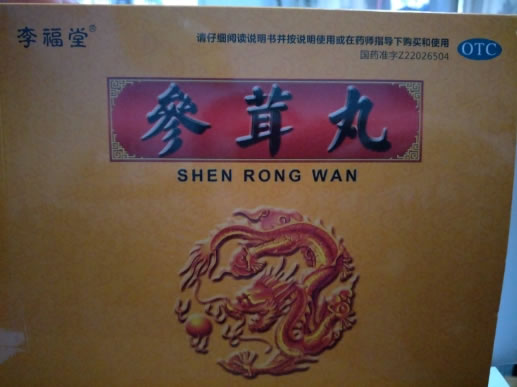 李福堂®
请仔细阅读说明书并按说明使用或在药师指导下购买和使用
国药准字Z22026504
OTC
參茸丸
SHEN RONG WAN